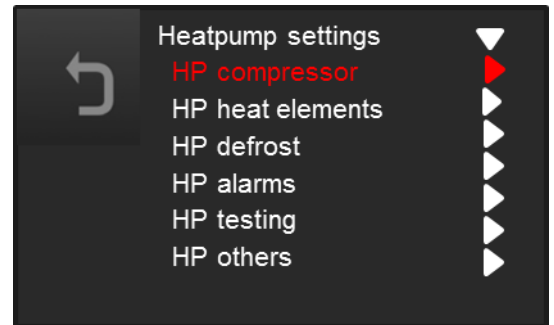 Heatpump settings
HP compressor
HP heat elements
HP defrost
HP alarms
HP testing
HP others